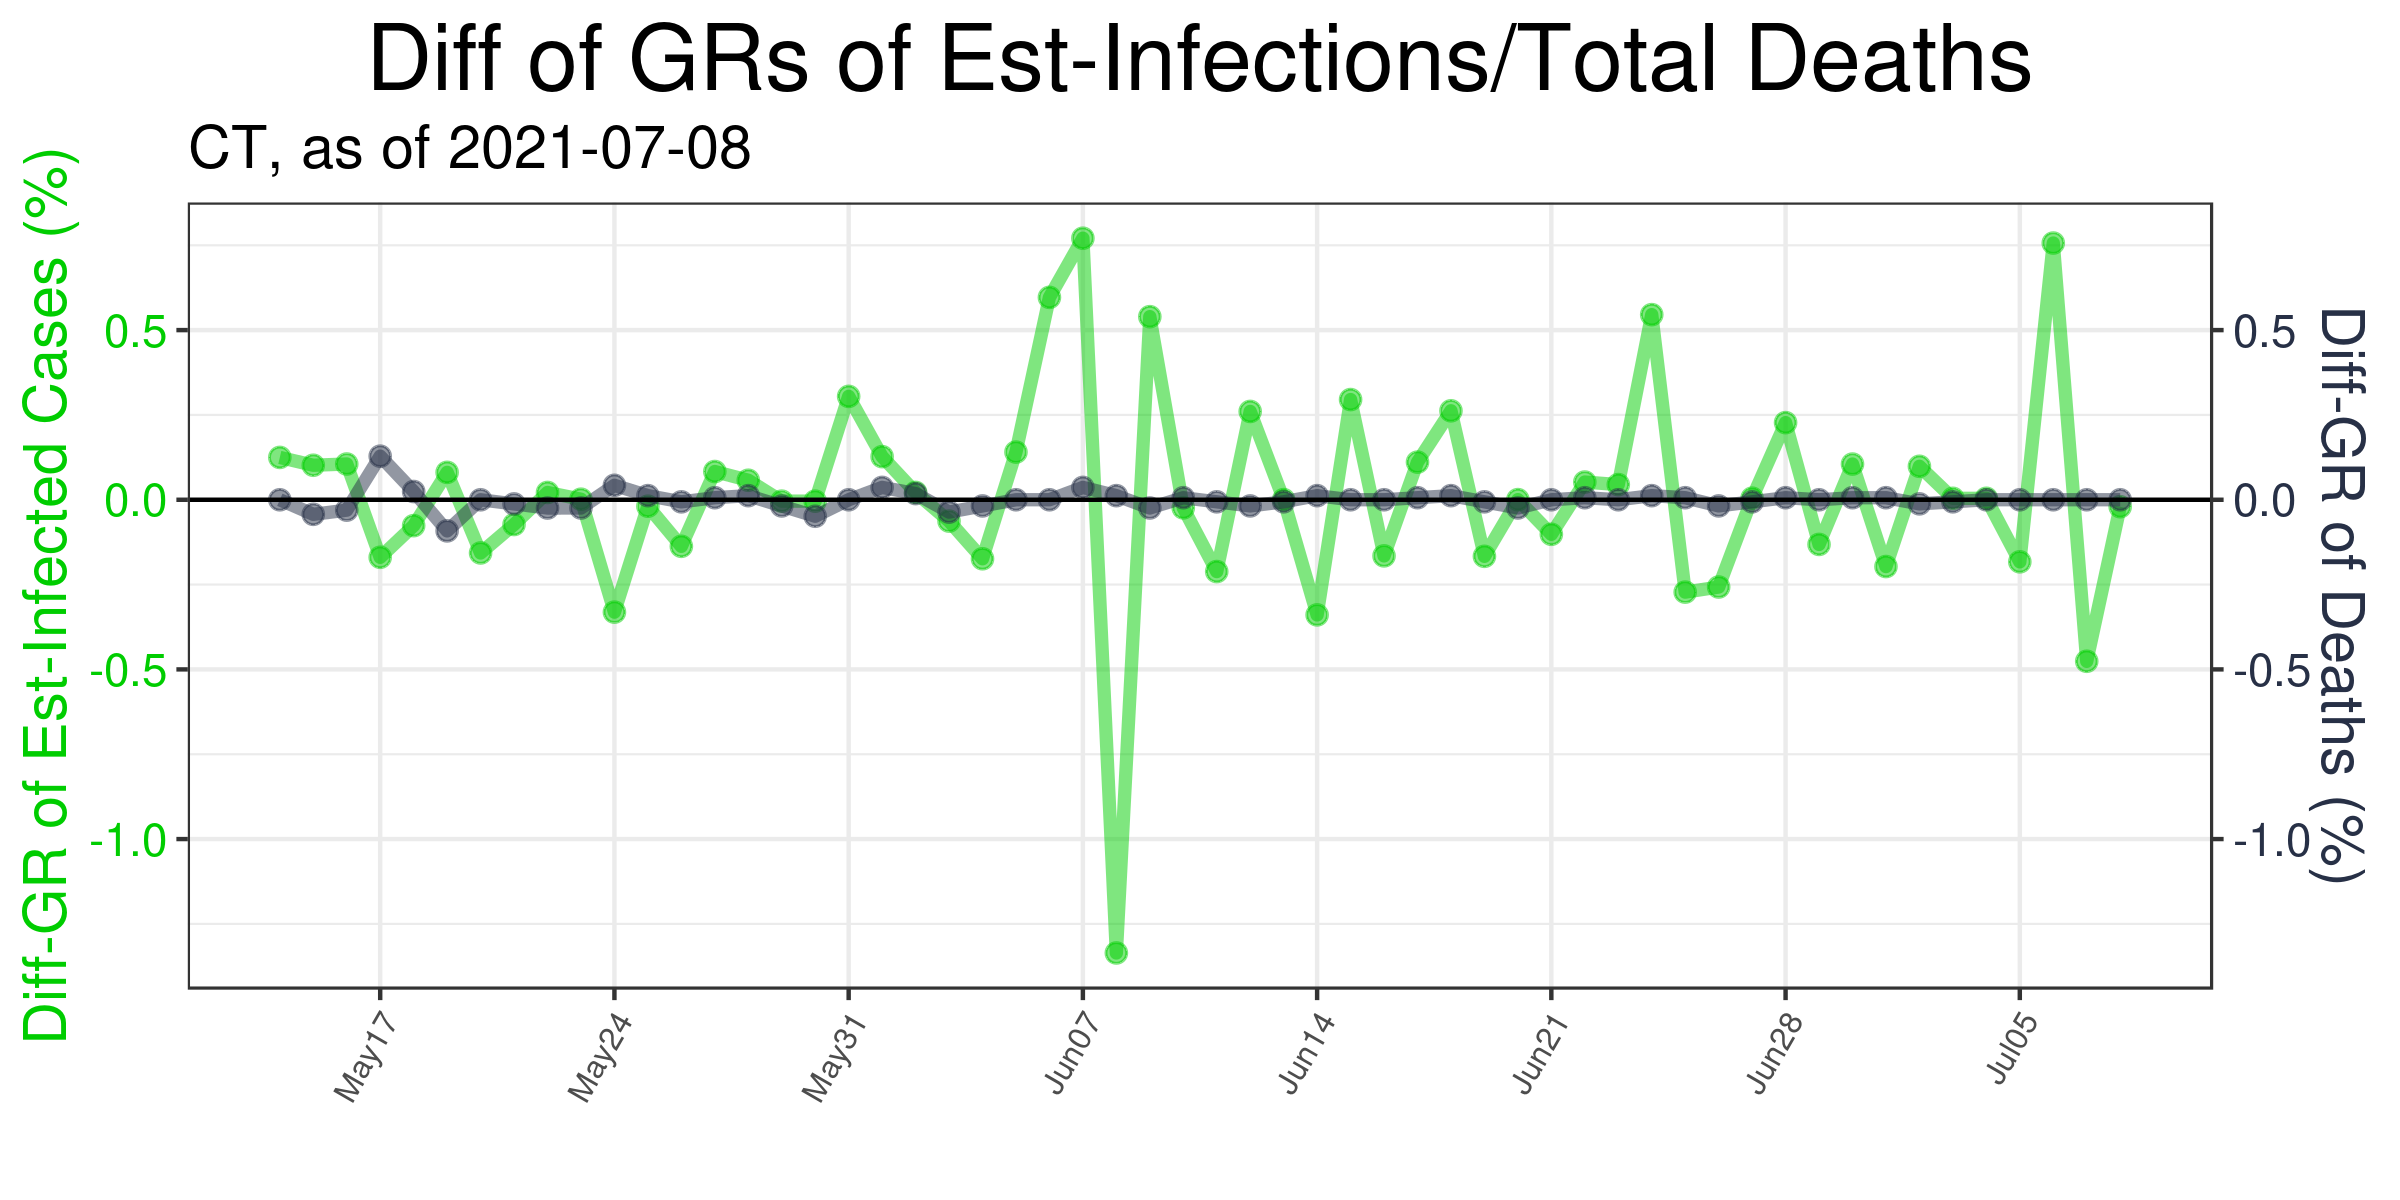 Diff of GRs of Est-Infections/Total Deaths
CT, as of 2021-07-08
Diff-GR of Est-Infected Cases (%)
0.5
0.0
-0.5
-1.0
0.5
0.0
-0.5
-1.0
Diff-GR of Deaths (%)
May17
May24
May31
Jun07
Jun14
Jun21
Jun28
Jul05